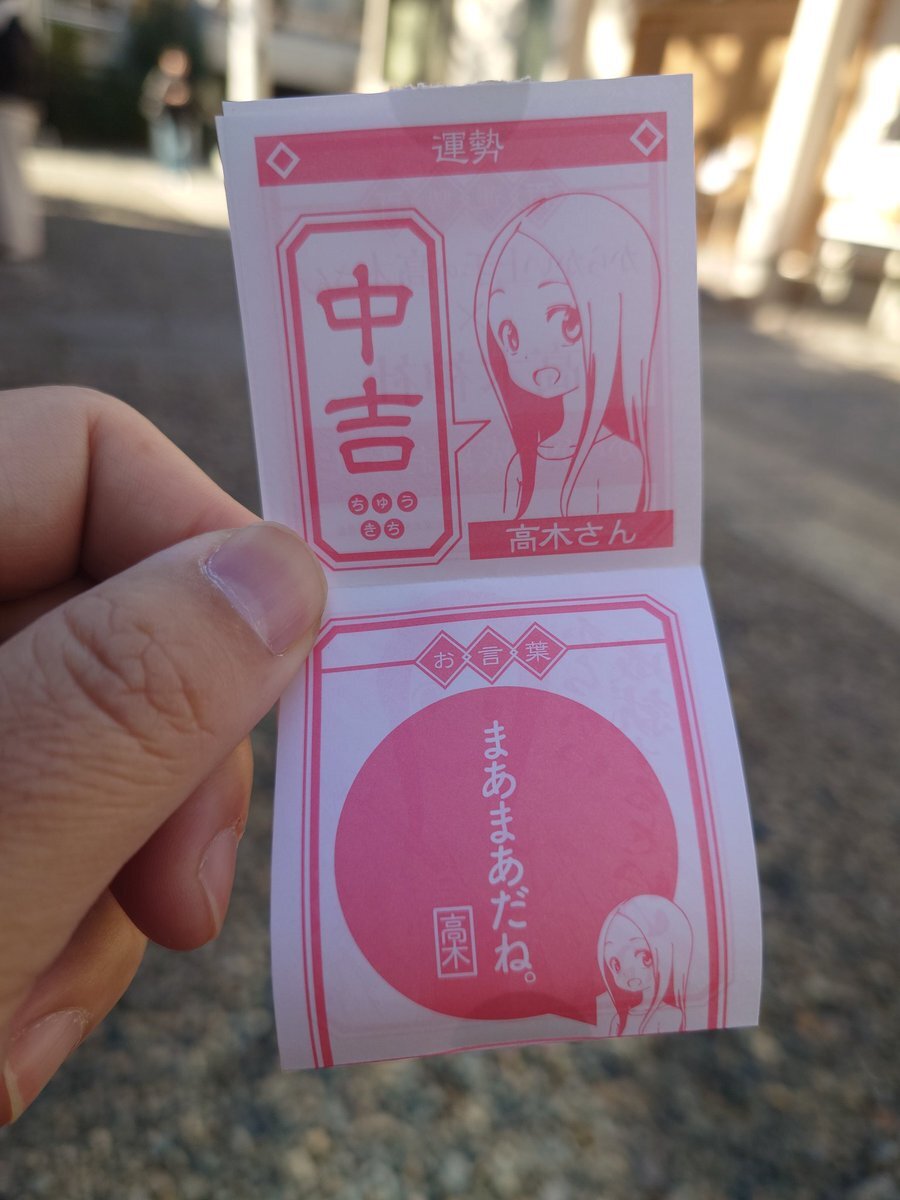 運勢
中吉
ちゅう
きち
高木さん
お言葉
まあまあだね。
高木